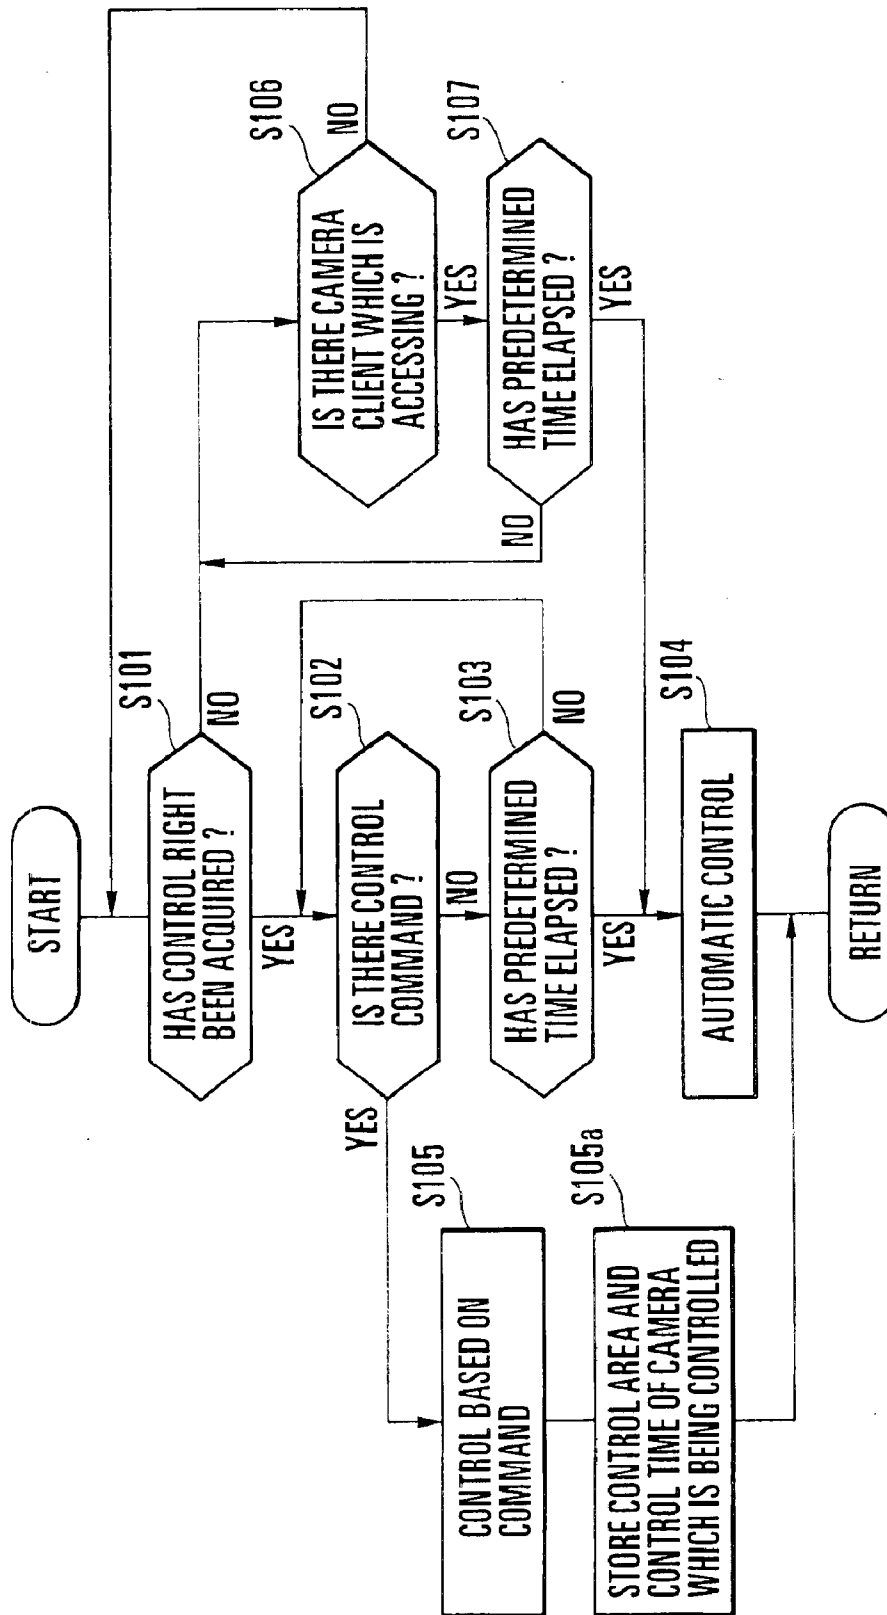 START
S101
HAS CONTROL RIGHT
BEEN ACQUIRED ?
NO
YES
S102
IS THERE CONTROL
COMMAND ?
YES
NO
S103
HAS PREDETERMINED
TIME ELAPSED ?
NO
YES
S104
AUTOMATIC CONTROL
RETURN
S105
CONTROL BASED ON
COMMAND
S105a
STORE CONTROL AREA AND
CONTROL TIME OF CAMERA
WHICH IS BEING CONTROLLED
S106
IS THERE CAMERA
CLIENT WHICH IS
ACCESSING ?
NO
YES
S107
HAS PREDETERMINED
TIME ELAPSED ?
NO
YES